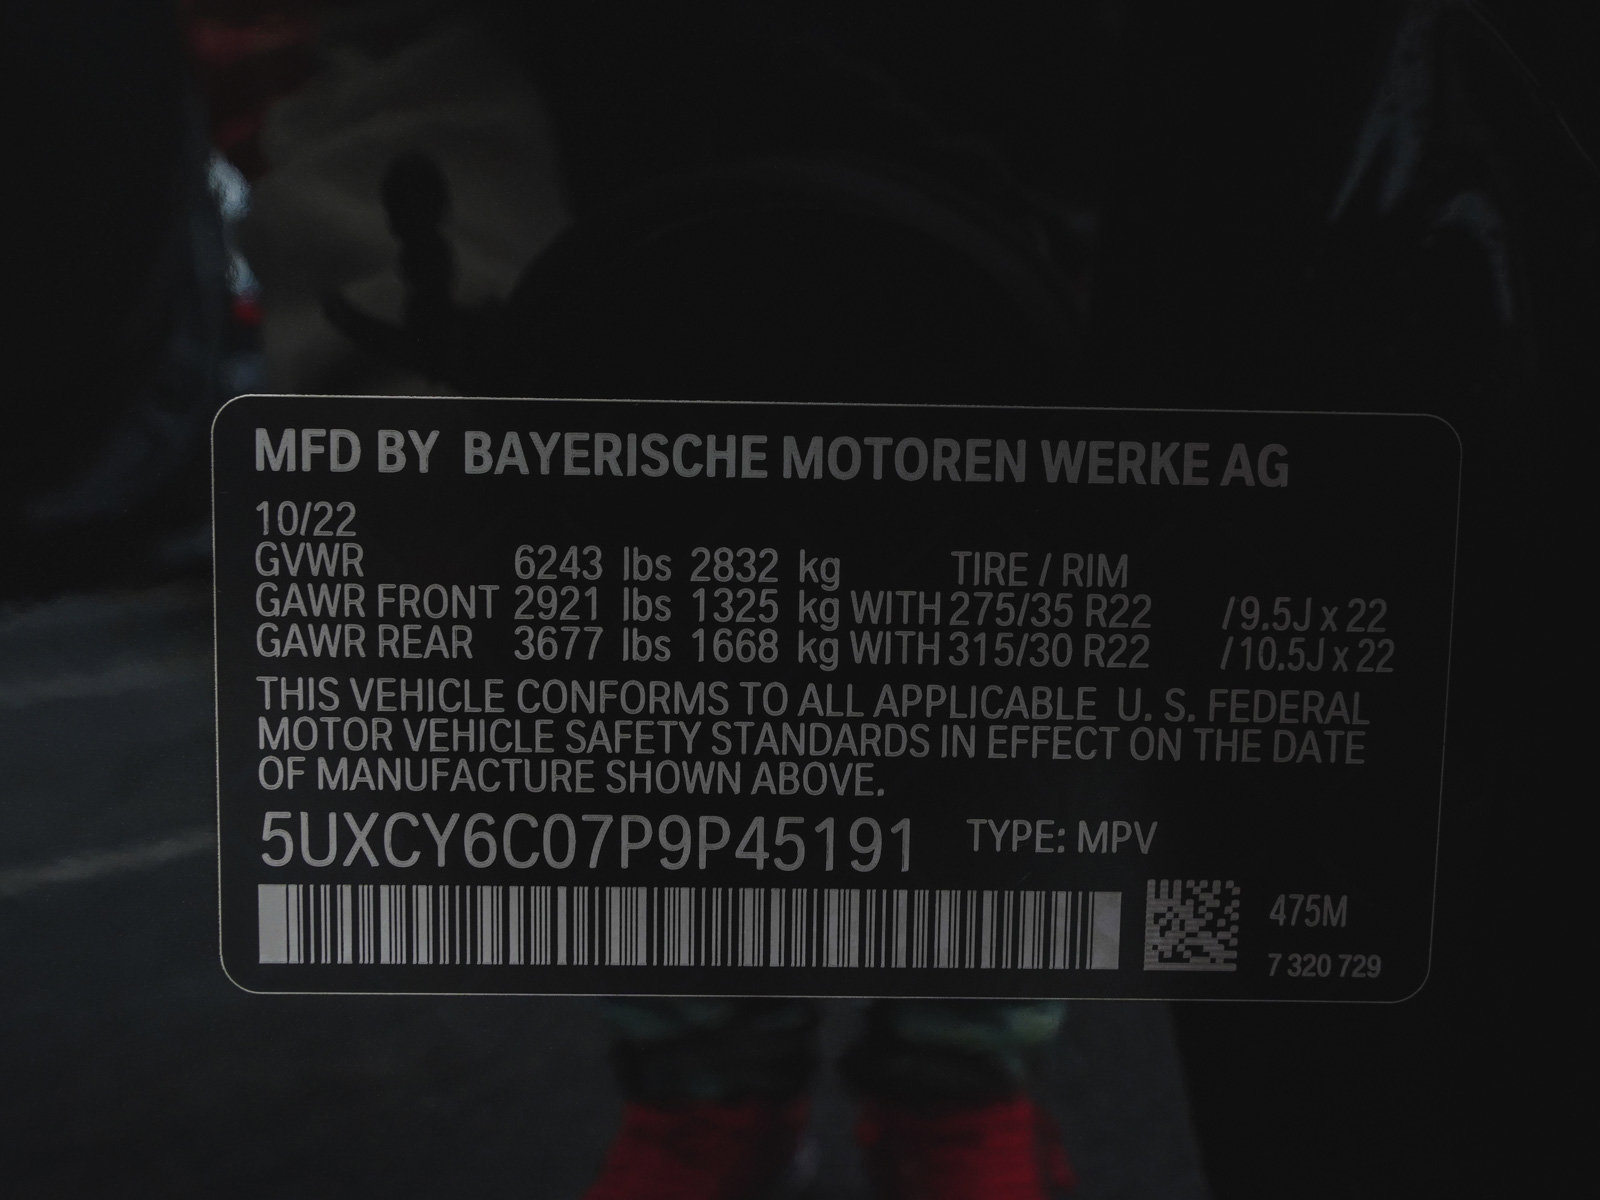 MFD BY BAYERISCHE MOTOREN WERKE AG
10/22
GVWR 6243 lbs 2832 kg TIRE / RIM
GAWR FRONT 2921 lbs 1325 kg WITH 275/35 R22 /9.5J x 22
GAWR REAR 3677 lbs 1668 kg WITH 315/30 R22 /10.5J x 22
THIS VEHICLE CONFORMS TO ALL APPLICABLE U. S. FEDERAL
MOTOR VEHICLE SAFETY STANDARDS IN EFFECT ON THE DATE
OF MANUFACTURE SHOWN ABOVE.
5UXCY6C07P9P45191 TYPE: MPV
475M
7 320 729